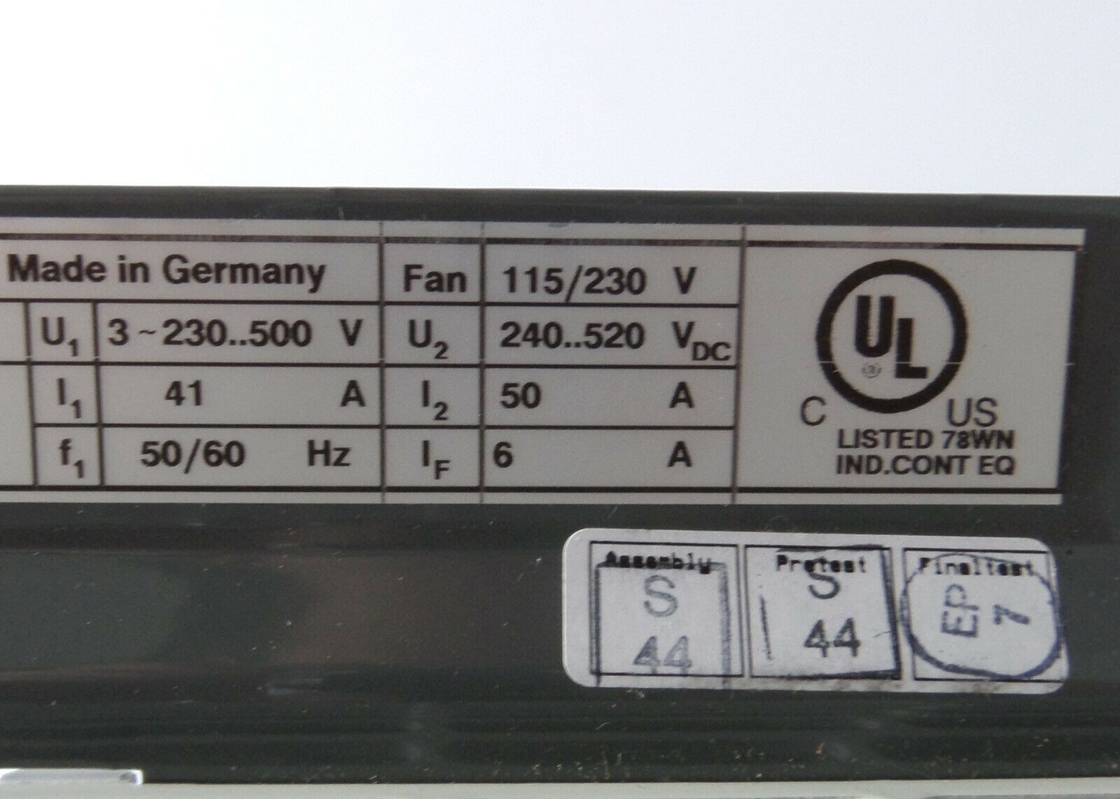 Made in Germany Fan 115/230 V
U1 3~230..500 V U2 240..520 VDC
I1 41 A I2 50 A
f1 50/60 Hz IF 6 A
UL
C US
LISTED 78WN
IND.CONT EQ
Assembly Pretest Finaltest
S S EP
44 44 7